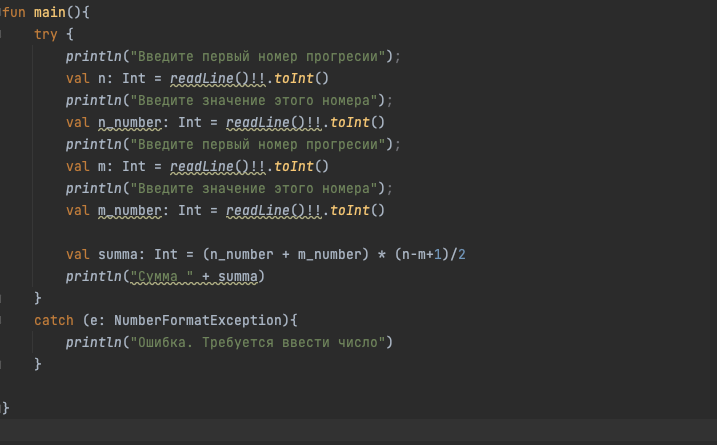 fun main(){
try {
println("Введите первый номер прогресии");
val n: Int = readLine()!!.toInt()
println("Введите значение этого номера");
val n_number: Int = readLine()!!.toInt()
println("Введите первый номер прогресии");
val m: Int = readLine()!!.toInt()
println("Введите значение этого номера");
val m_number: Int = readLine()!!.toInt()
val summa: Int = (n_number + m_number) * (n-m+1)/2
println("Сумма " + summa)
}
catch (e: NumberFormatException){
println("Ошибка. Требуется ввести число")
}
}